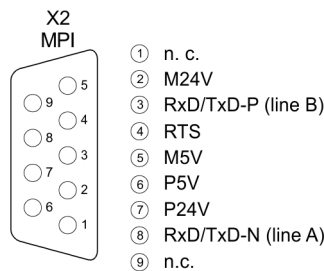 X2
MPI
5
9
4
8
3
7
2
6
1
1 n. c.
2 M24V
3 RxD/TxD-P (line B)
4 RTS
5 M5V
6 P5V
7 P24V
8 RxD/TxD-N (line A)
9 n.c.